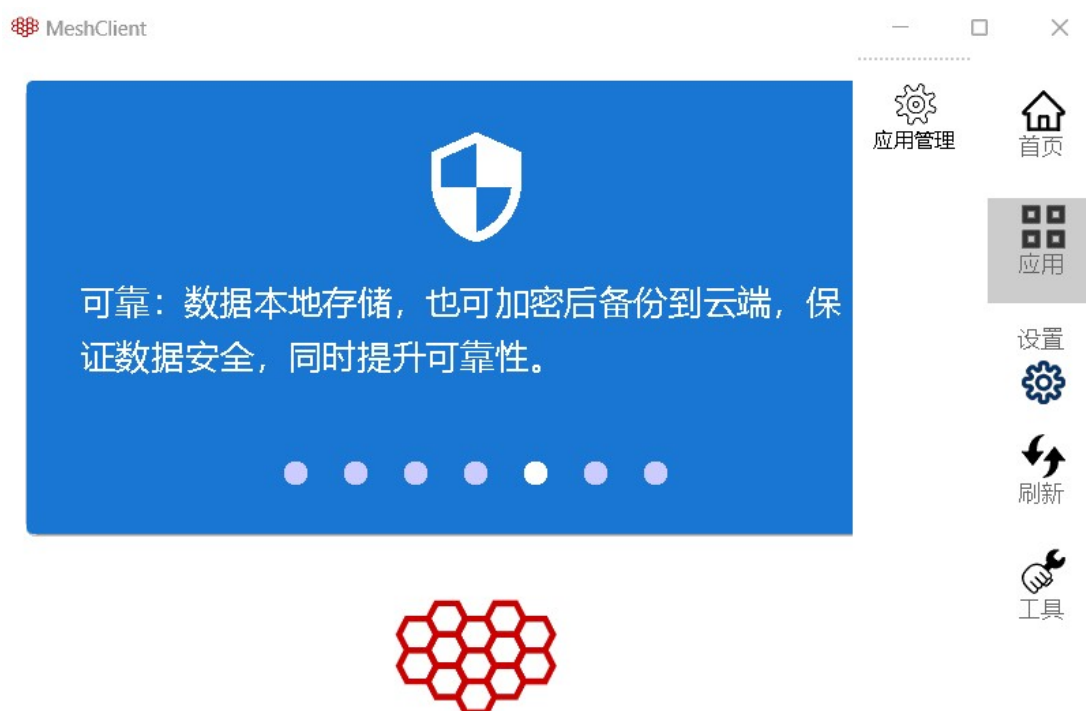 MeshClient
可靠：数据本地存储，也可加密后备份到云端，保
证数据安全，同时提升可靠性。
应用管理
首页
应用
设置
刷新
工具